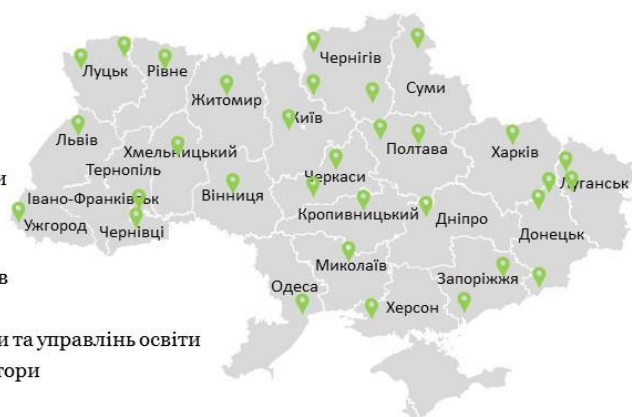 Чернігів
Луцьк
Рівне
Суми
Житомир
Київ
Львів
Хмельницький
Полтава
Харків
Тернопіль
Черкаси
и
Івано-Франківськ
Вінниця
Луганськ
Ужгород
Чернівці
Кропивницький
Дніпро
Донецьк
Миколаїв
Запоріжжя
в
Одеса
Херсон
и та управлінь освіти
тори